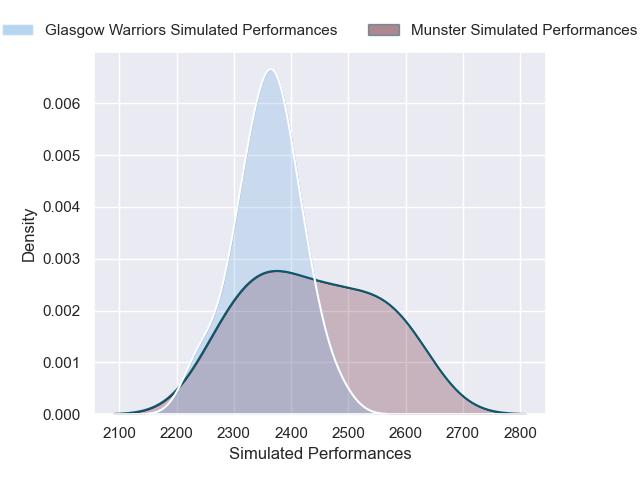 Glasgow Warriors Simulated Performances Munster Simulated Performances
0.006
0.005
0.004
0.003
0.002
0.001
0.000
Density
2100 2200 2300 2400 2500 2600 2700 2800
Simulated Performances